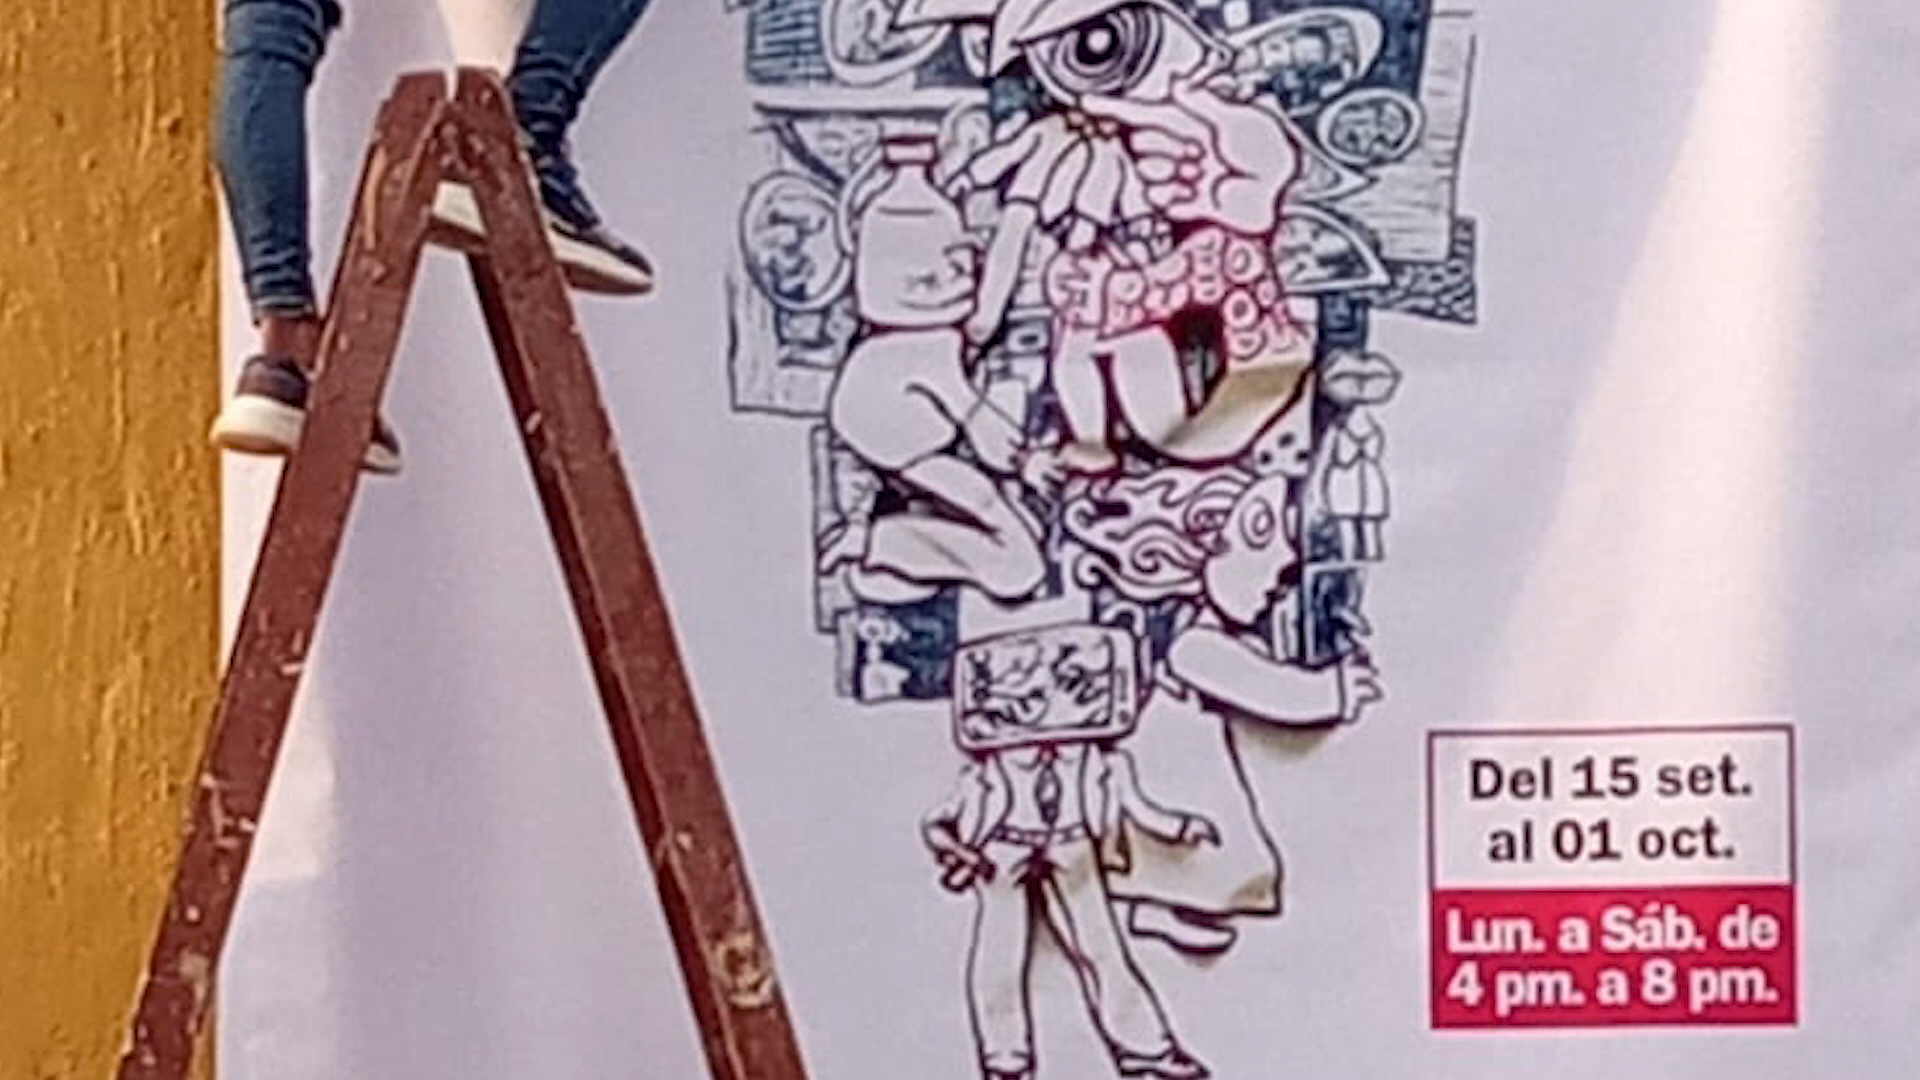 Del 15 set.
al 01 oct.
Lun. a Sáb. de
4 pm. a 8 pm.